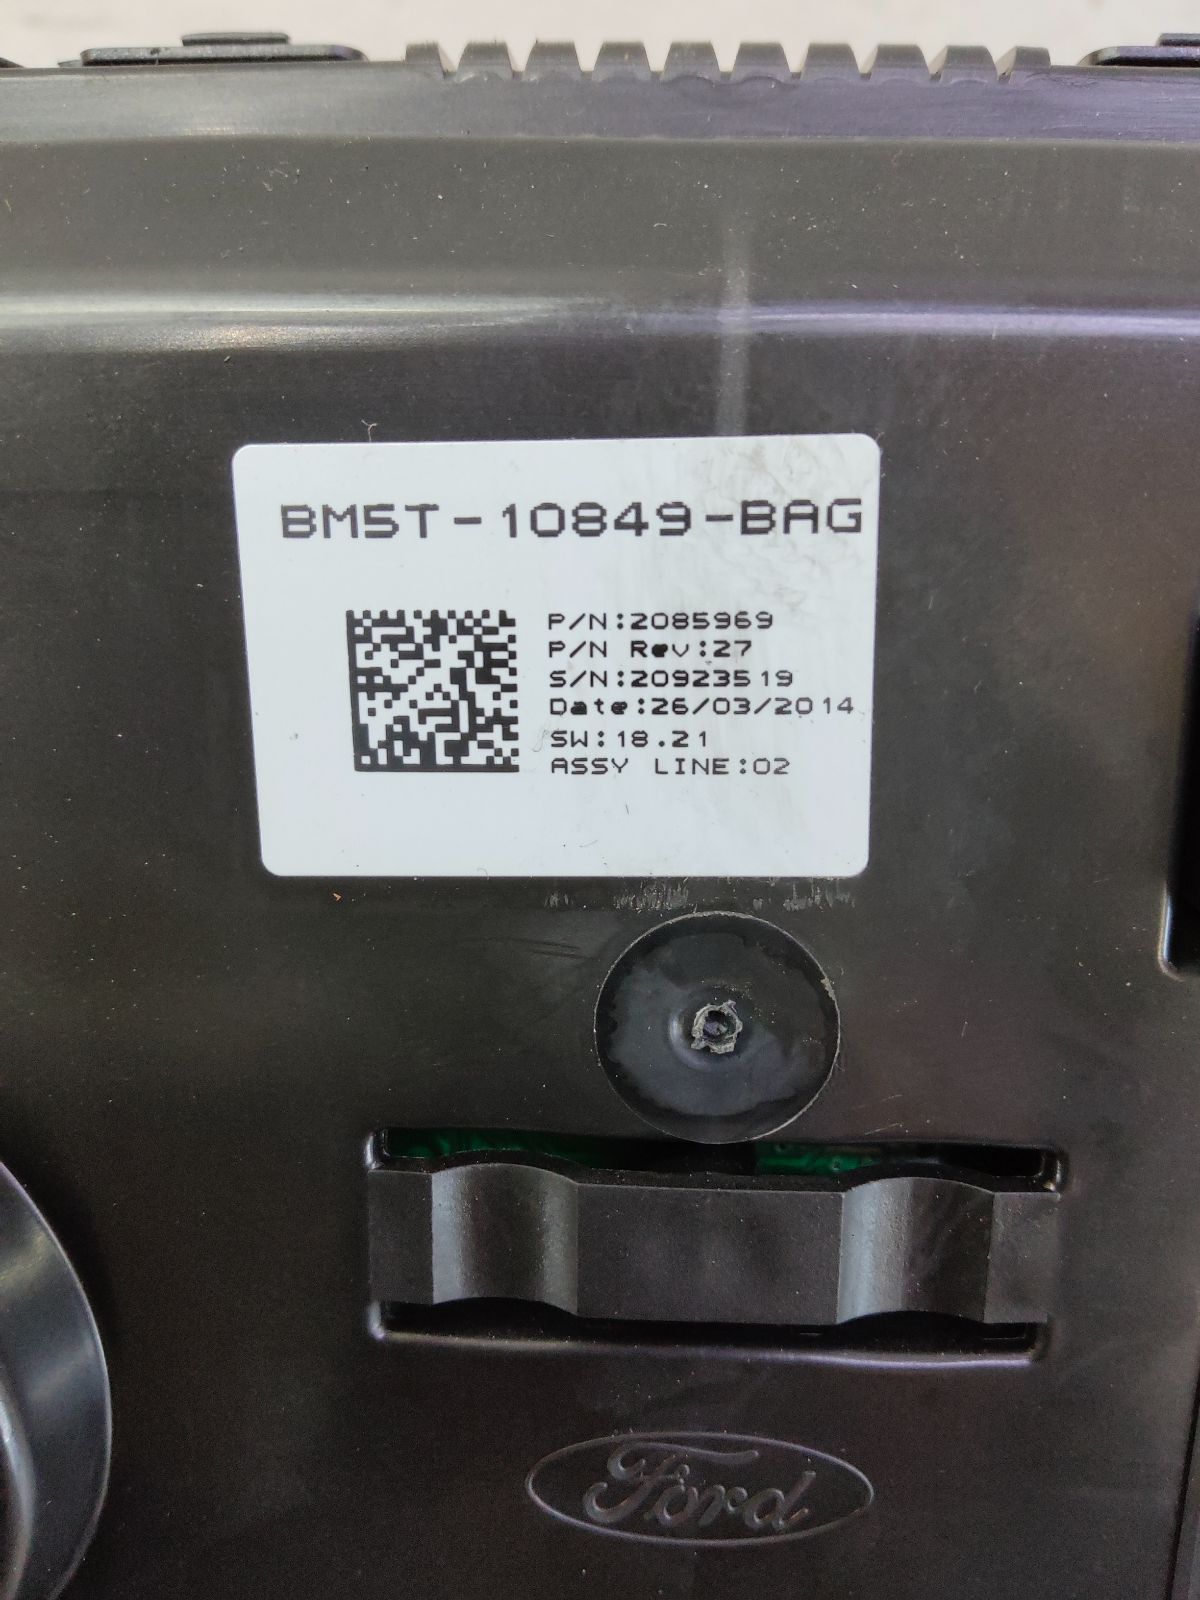 BM5T-10849-BAG
P/N:2085969
P/N Rev:27
S/N:20923519
Date:26/03/2014
SW:18.21
ASSY LINE:02
Ford